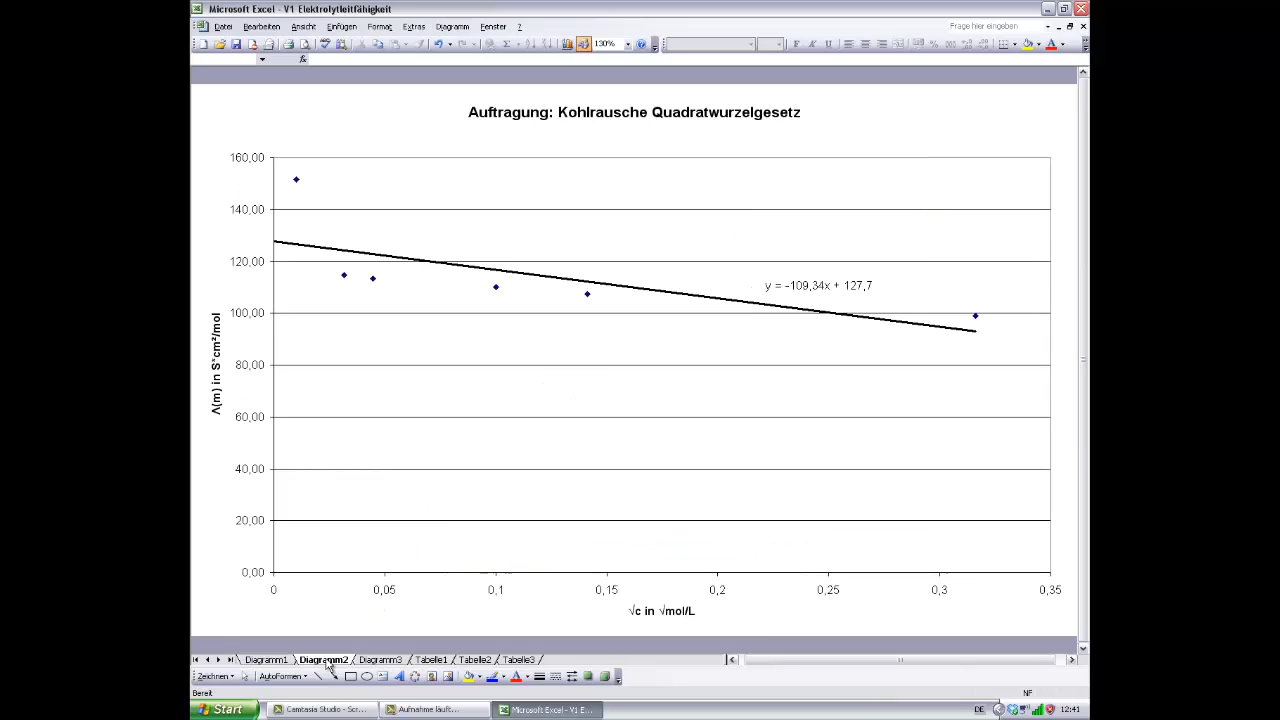 Microsoft Excel - V1 Elektrolytleitfähigkeit
Datei Bearbeiten Ansicht Einfügen Format Extras Diagramm Fenster ?
Frage hier eingeben
130%
F K U
fx
Auftragung: Kohlrausche Quadratwurzelgesetz
160,00
140,00
120,00
100,00
80,00
60,00
40,00
20,00
0,00
y = -109,34x + 127,7
Λ(m) in S*cm²/mol
0 0,05 0,1 0,15 0,2 0,25 0,3 0,35
√c in √mol/L
Diagramm1 Diagramm2 Diagramm3 Tabelle1 Tabelle2 Tabelle3
Zeichnen AutoFormen
Bereit
NF
Start Camtasia Studio - Scr... Aufnahme läuft... Microsoft Excel - V1 E... DE 12:41